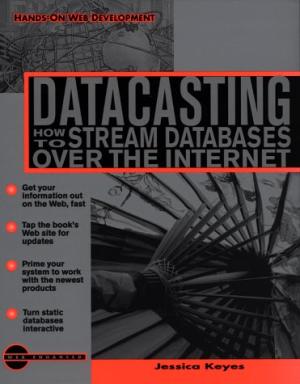 HANDS-ON WEB DEVELOPMENT
DATACASTING
HOW TO STREAM DATABASES
OVER THE INTERNET
Get your
information out
on the Web, fast
Tap the book's
Web site for
updates
Prime your
system to work
with the newest
products
Turn static
databases
interactive
WEB ENHANCED
Jessica Keyes